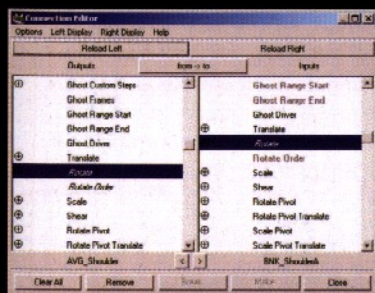 Connection Editor
Options Left Display Right Display Help
Reload Left Reload Right
Outputs from -> to Inputs
Ghost Custom Steps
Ghost Frames
Ghost Range Start
Ghost Range End
Ghost Driver
Translate
Rotate
Rotate Order
Scale
Shear
Rotate Pivot
Rotate Pivot Translate
Ghost Range Start
Ghost Range End
Ghost Driver
Translate
Rotate
Rotate Order
Scale
Shear
Rotate Pivot
Rotate Pivot Translate
Scale Pivot
Scale Pivot Translate
AVG_Shoulder < > BNK_ShoulderA
Clear All Remove Break Make Close